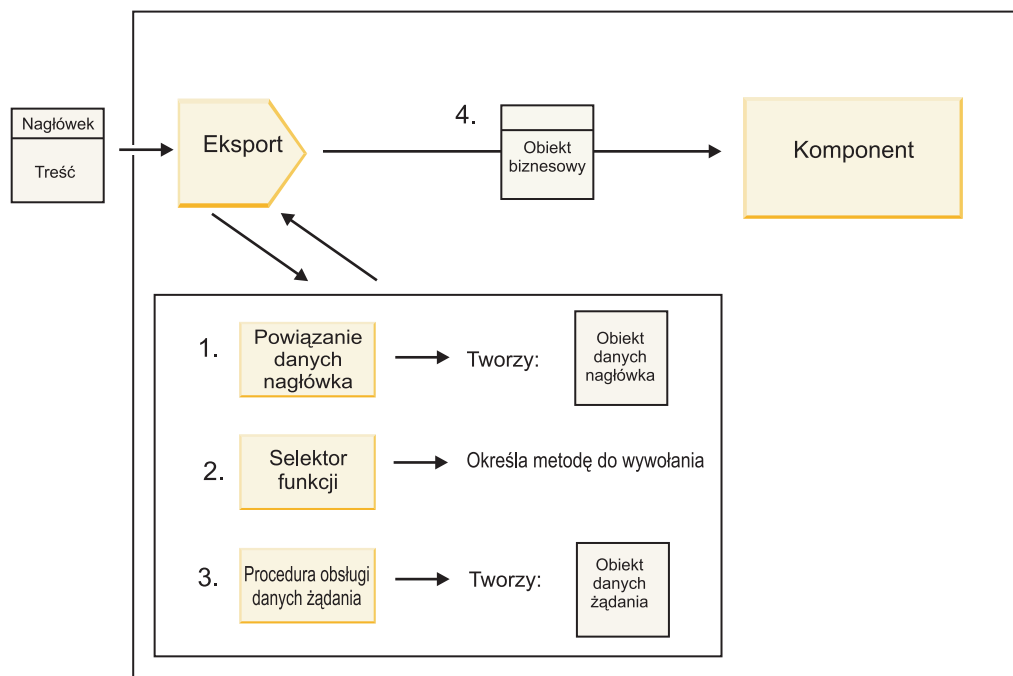 Nagłówek
Treść
Eksport
4.
Obiekt
biznesowy
Komponent
1.
Powiązanie
danych
nagłówka
Tworzy:
Obiekt
danych
nagłówka
2.
Selektor
funkcji
Określa metodę do wywołania
3.
Procedura obsługi
danych żądania
Tworzy:
Obiekt
danych
żądania